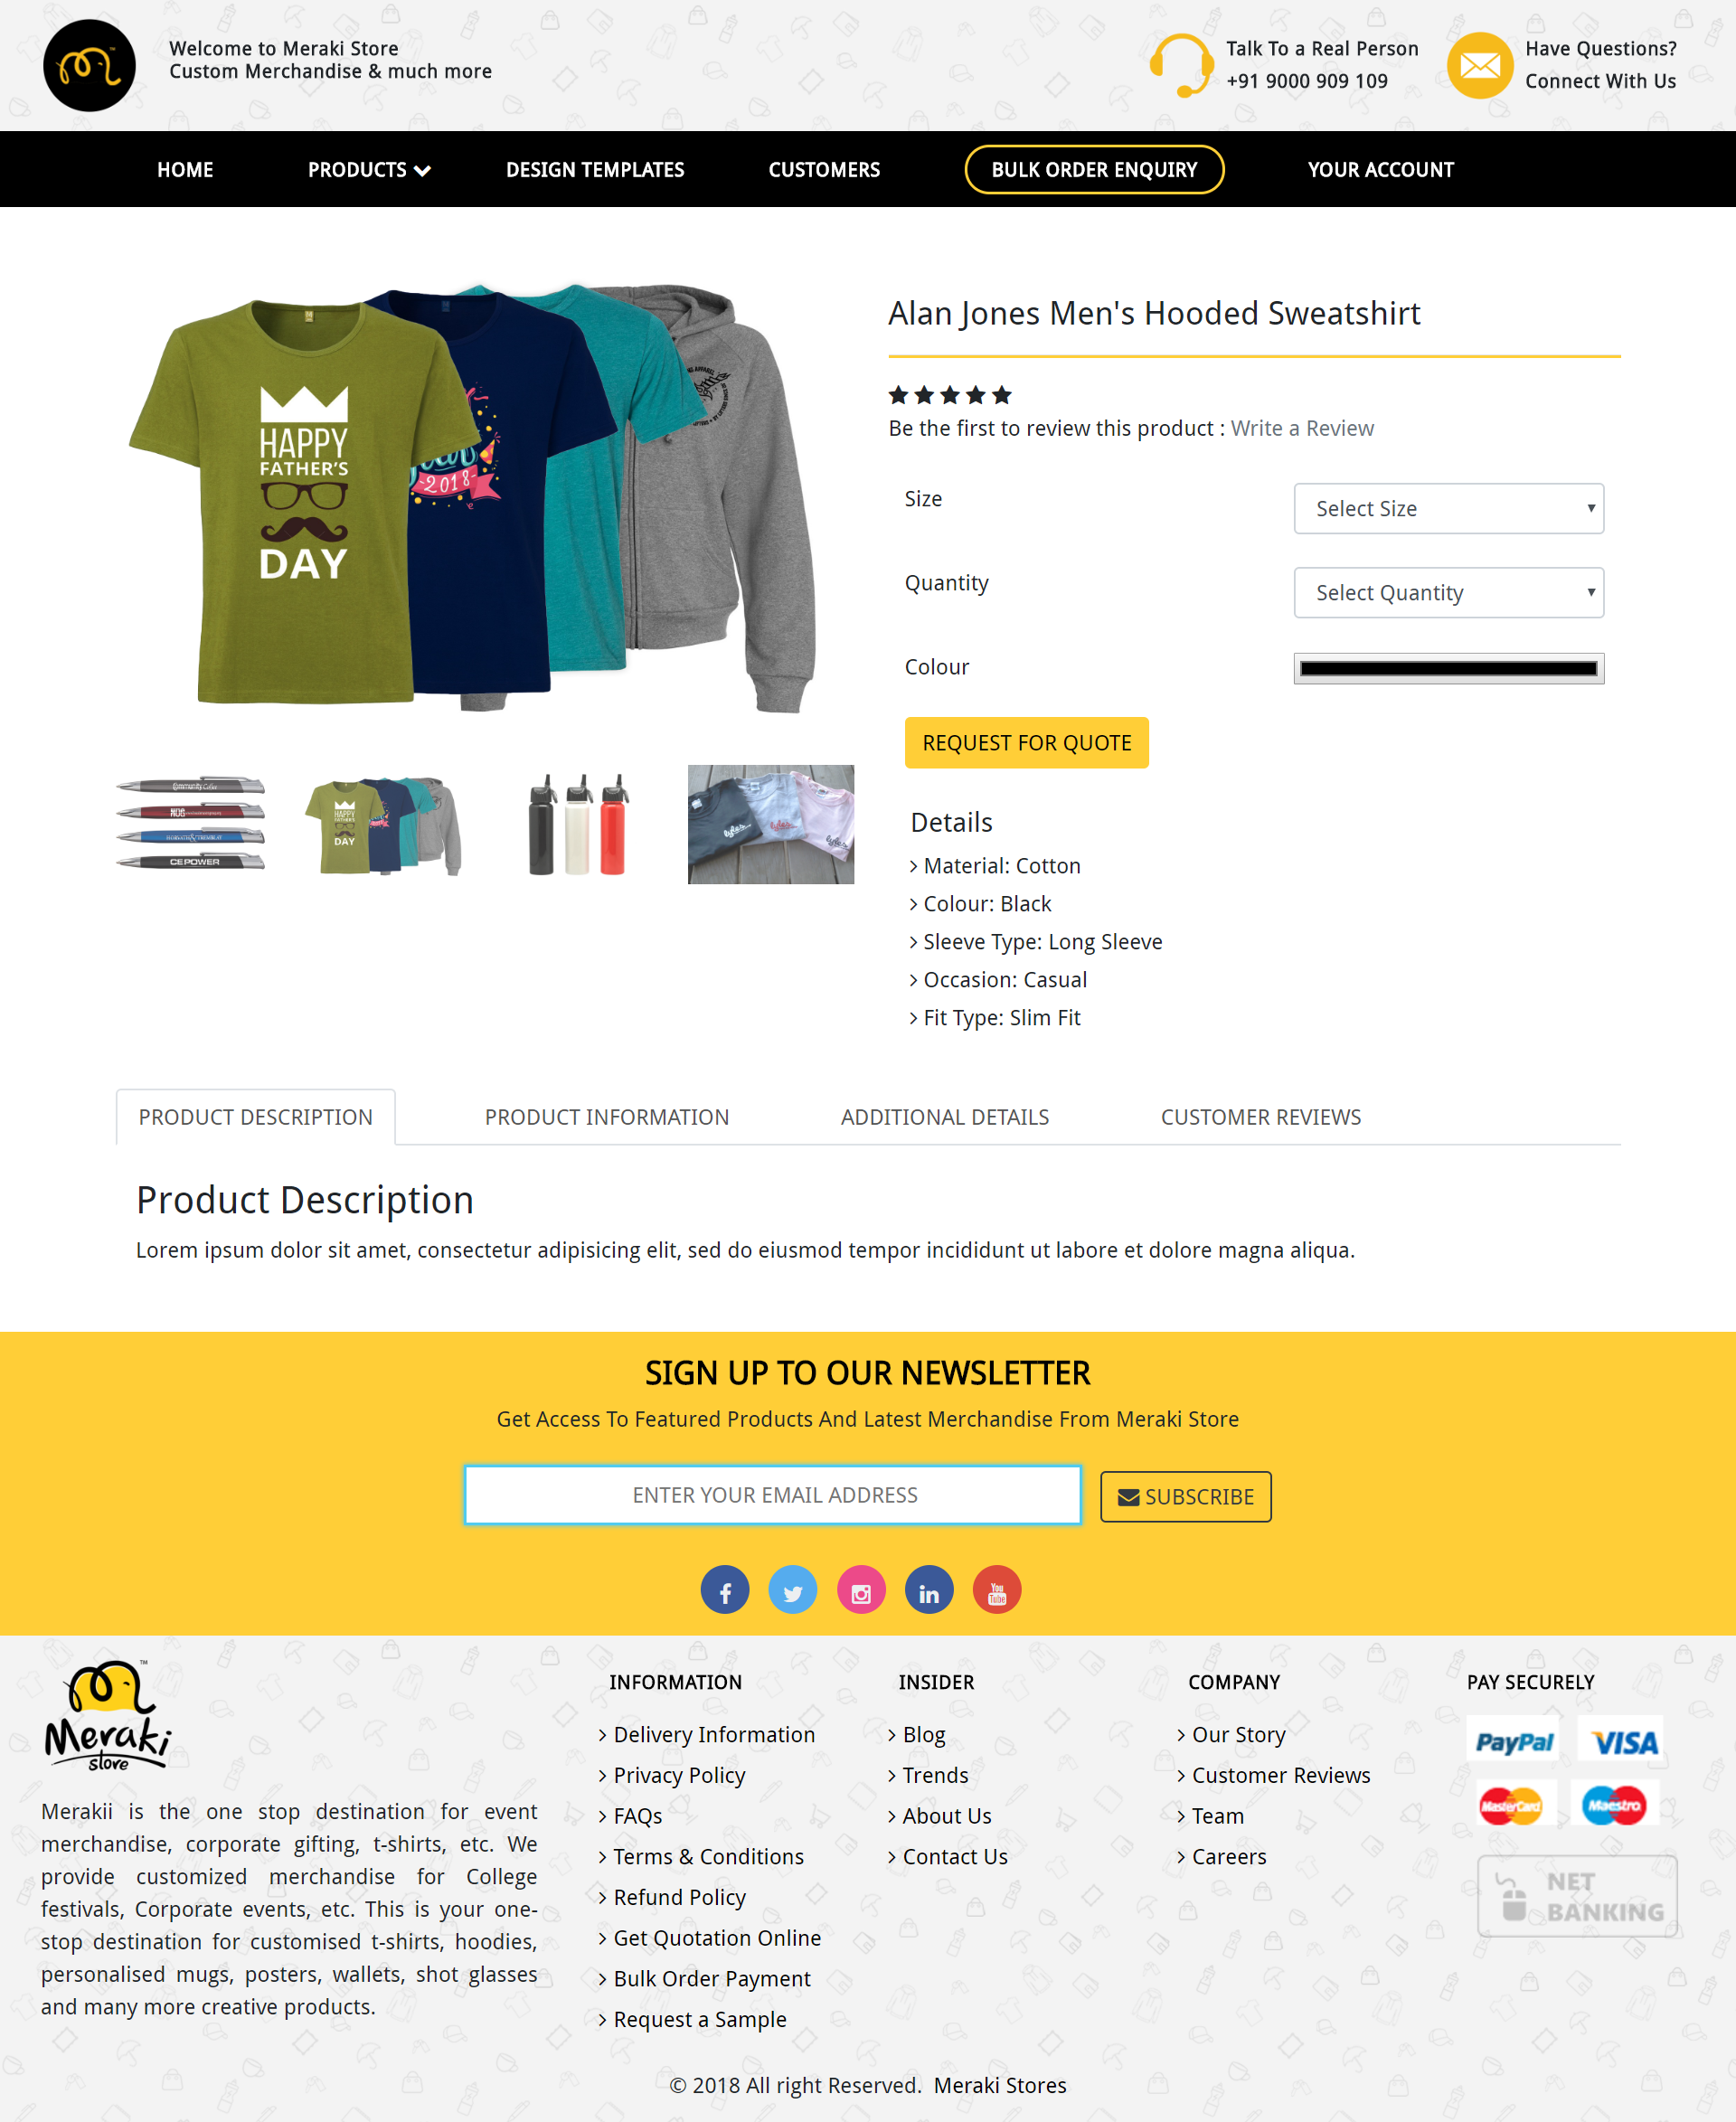 Welcome to Meraki Store
Custom Merchandise & much more
Talk To a Real Person
+91 9000 909 109
Have Questions?
Connect With Us
HOME
PRODUCTS
DESIGN TEMPLATES
CUSTOMERS
BULK ORDER ENQUIRY
YOUR ACCOUNT
HAPPY
FATHER'S
DAY
-2018-
Alan Jones Men's Hooded Sweatshirt
Be the first to review this product : Write a Review
Size
Select Size
Quantity
Select Quantity
Colour
REQUEST FOR QUOTE
HUG
CE POWER
HAPPY
FATHER'S
DAY
Details
Material: Cotton
Colour: Black
Sleeve Type: Long Sleeve
Occasion: Casual
Fit Type: Slim Fit
PRODUCT DESCRIPTION
PRODUCT INFORMATION
ADDITIONAL DETAILS
CUSTOMER REVIEWS
Product Description
Lorem ipsum dolor sit amet, consectetur adipisicing elit, sed do eiusmod tempor incididunt ut labore et dolore magna aliqua.
SIGN UP TO OUR NEWSLETTER
Get Access To Featured Products And Latest Merchandise From Meraki Store
ENTER YOUR EMAIL ADDRESS
SUBSCRIBE
You
Tube
Meraki
store
TM
Merakii is the one stop destination for event
merchandise, corporate gifting, t-shirts, etc. We
provide customized merchandise for College
festivals, Corporate events, etc. This is your one-
stop destination for customised t-shirts, hoodies,
personalised mugs, posters, wallets, shot glasses
and many more creative products.
INFORMATION
Delivery Information
Privacy Policy
FAQs
Terms & Conditions
Refund Policy
Get Quotation Online
Bulk Order Payment
Request a Sample
INSIDER
Blog
Trends
About Us
Contact Us
COMPANY
Our Story
Customer Reviews
Team
Careers
PAY SECURELY
PayPal
VISA
MasterCard
Maestro
NET
BANKING
© 2018 All right Reserved. Meraki Stores